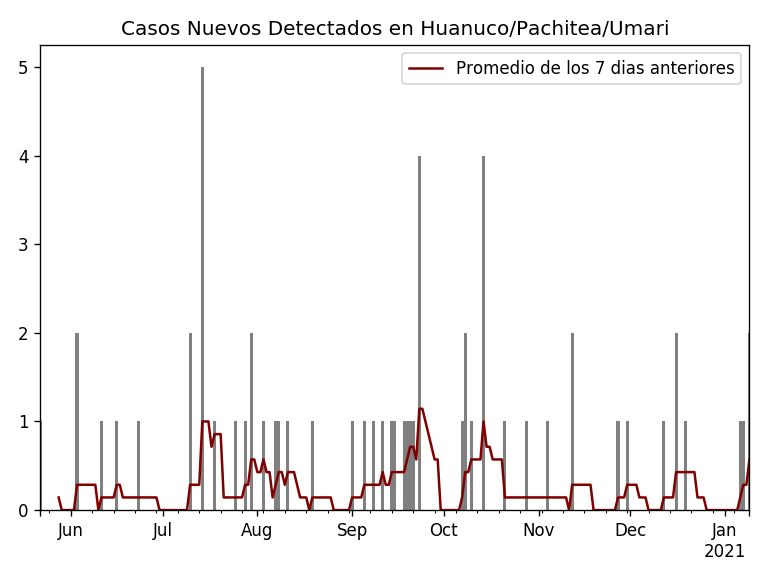 Casos Nuevos Detectados en Huanuco/Pachitea/Umari
Promedio de los 7 dias anteriores
5
4
3
2
1
0
Jun Jul Aug Sep Oct Nov Dec Jan
2021